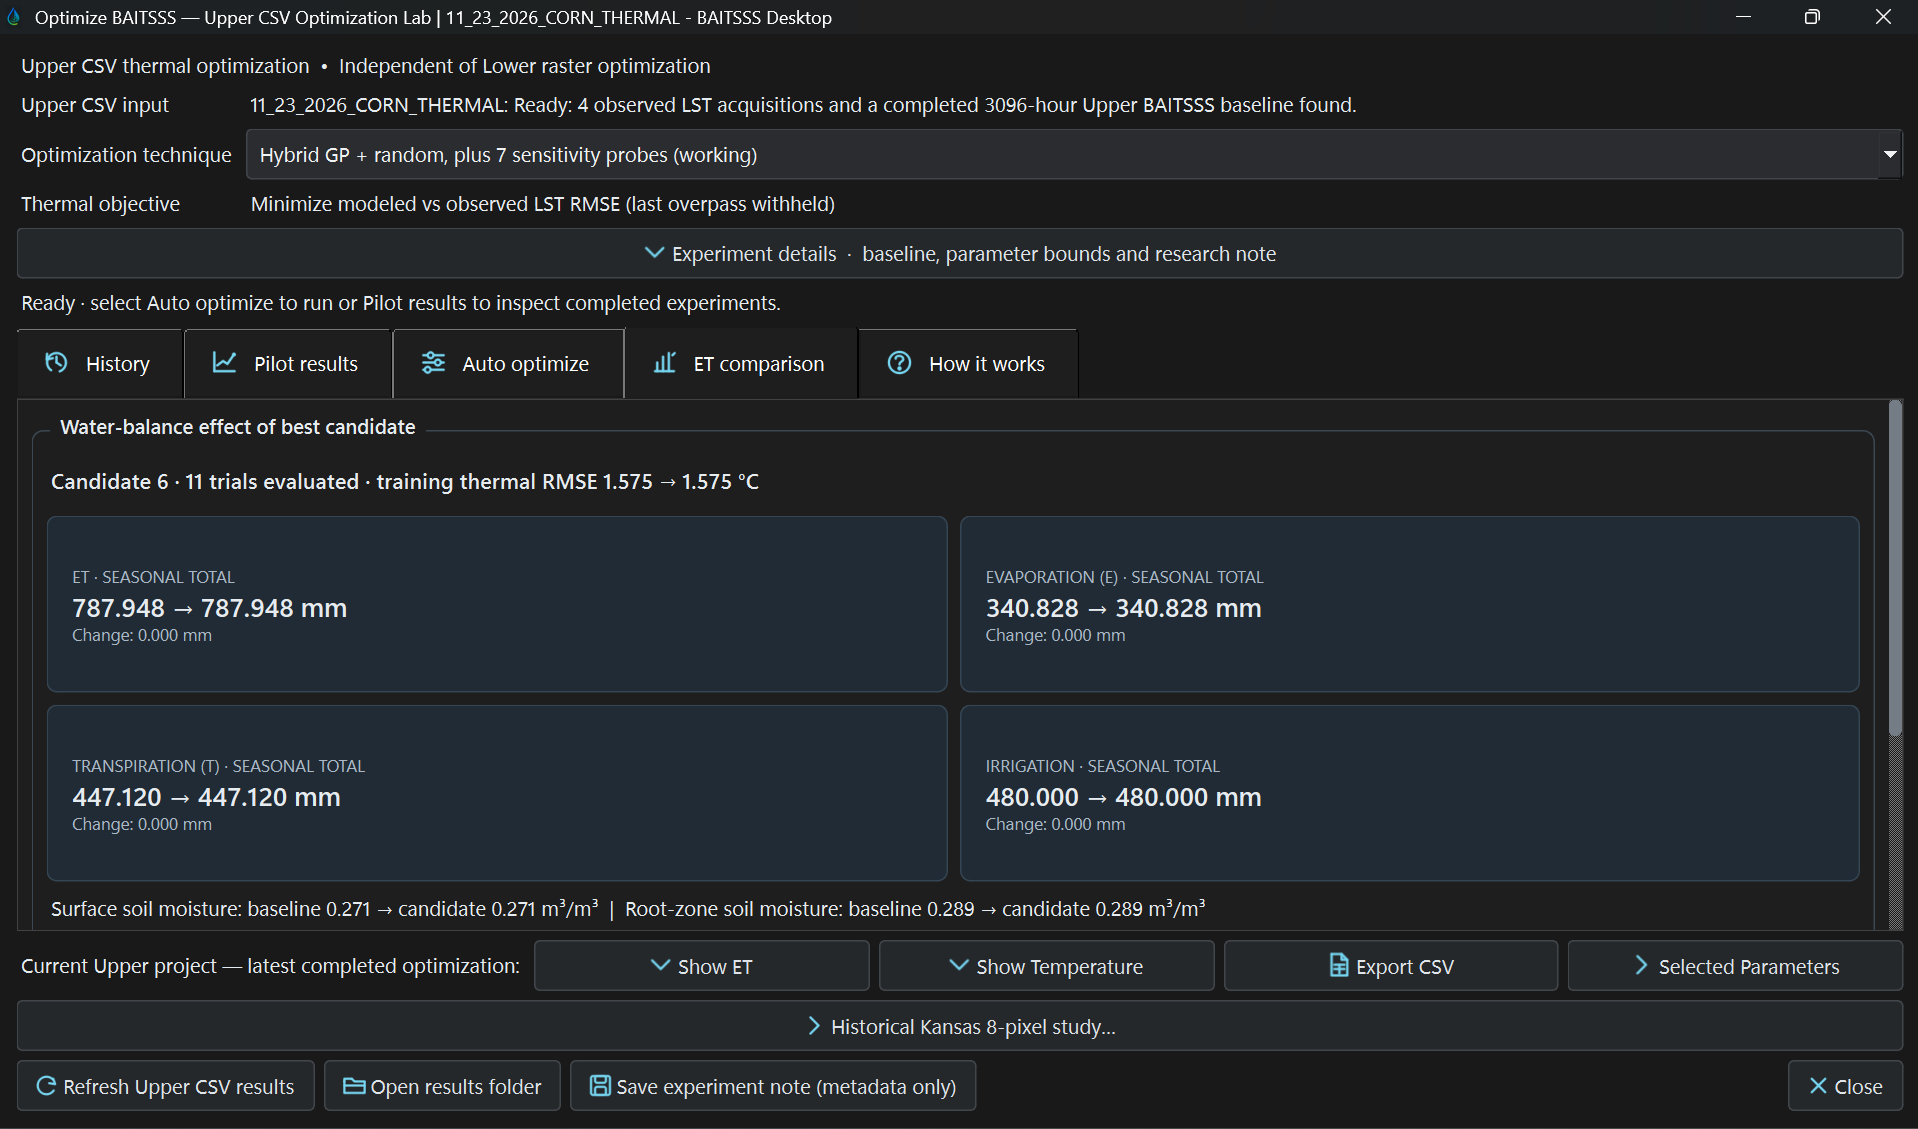 Optimize BAITSSS — Upper CSV Optimization Lab | 11_23_2026_CORN_THERMAL - BAITSSS Desktop
Upper CSV thermal optimization • Independent of Lower raster optimization
Upper CSV input 11_23_2026_CORN_THERMAL: Ready: 4 observed LST acquisitions and a completed 3096-hour Upper BAITSSS baseline found.
Optimization technique Hybrid GP + random, plus 7 sensitivity probes (working)
Thermal objective Minimize modeled vs observed LST RMSE (last overpass withheld)
Experiment details · baseline, parameter bounds and research note
Ready · select Auto optimize to run or Pilot results to inspect completed experiments.
History Pilot results Auto optimize ET comparison How it works
Water-balance effect of best candidate
Candidate 6 · 11 trials evaluated · training thermal RMSE 1.575 → 1.575 °C
ET · SEASONAL TOTAL
787.948 → 787.948 mm
Change: 0.000 mm
EVAPORATION (E) · SEASONAL TOTAL
340.828 → 340.828 mm
Change: 0.000 mm
TRANSPIRATION (T) · SEASONAL TOTAL
447.120 → 447.120 mm
Change: 0.000 mm
IRRIGATION · SEASONAL TOTAL
480.000 → 480.000 mm
Change: 0.000 mm
Surface soil moisture: baseline 0.271 → candidate 0.271 m³/m³ | Root-zone soil moisture: baseline 0.289 → candidate 0.289 m³/m³
Current Upper project — latest completed optimization: Show ET Show Temperature Export CSV Selected Parameters
Historical Kansas 8-pixel study...
Refresh Upper CSV results Open results folder Save experiment note (metadata only) Close